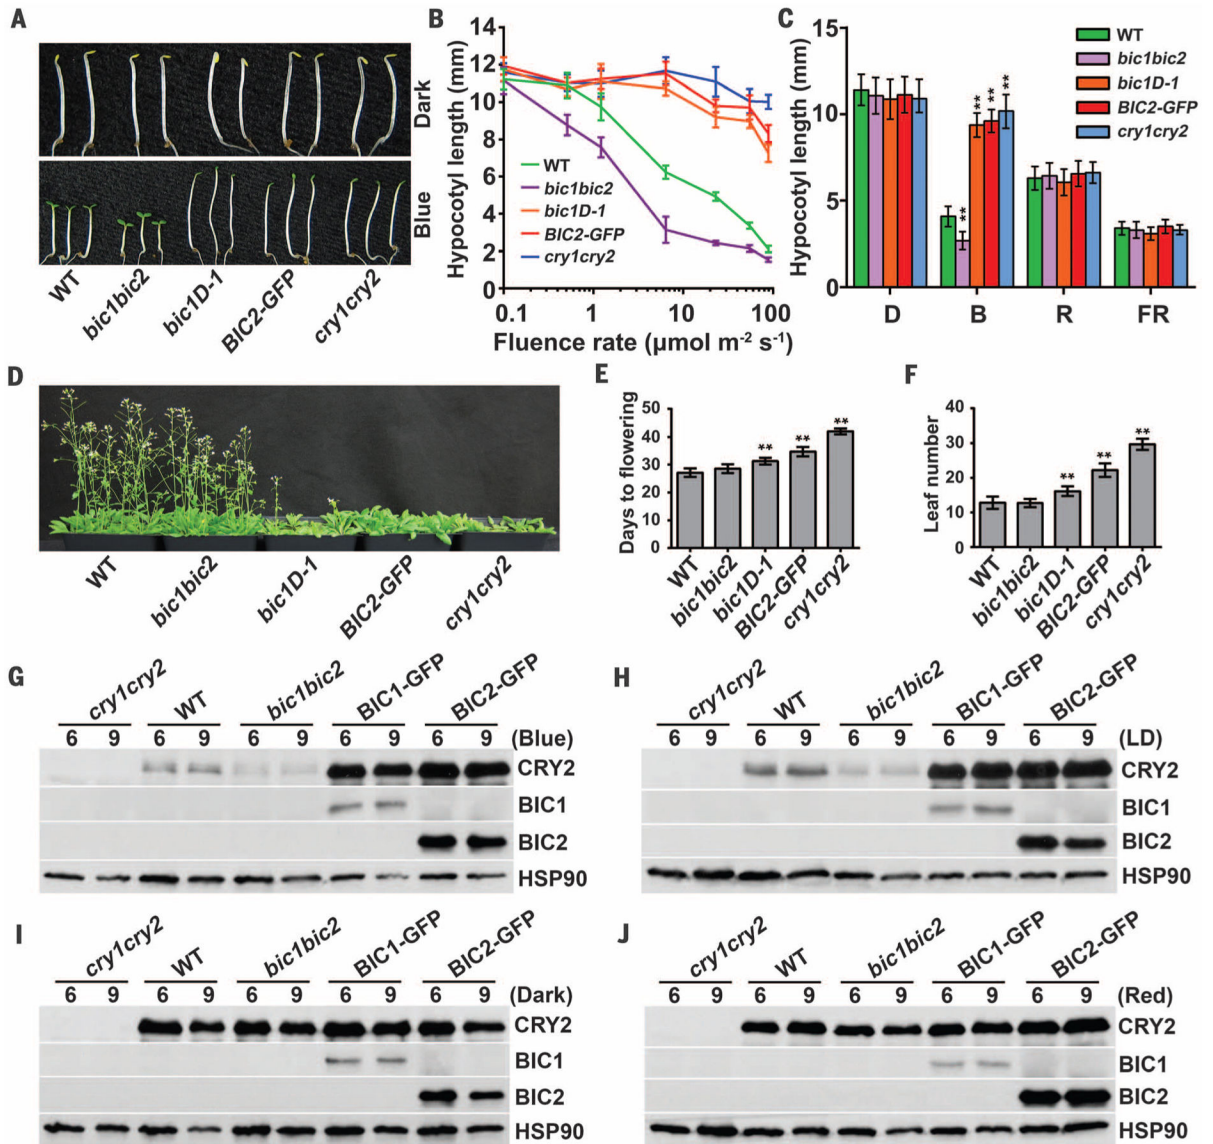 A
Dark
Blue
WT
bic1bic2
bic1D-1
BIC2-GFP
cry1cry2
B
Hypocotyl length (mm)
14
12
10
8
6
4
2
0
WT
bic1bic2
bic1D-1
BIC2-GFP
cry1cry2
0.1 1 10 100
Fluence rate (µmol m-2 s-1)
C
Hypocotyl length (mm)
15
10
5
0
WT
bic1bic2
bic1D-1
BIC2-GFP
cry1cry2
** ** ** **
D B R FR
D
WT
bic1bic2
bic1D-1
BIC2-GFP
cry1cry2
E
Days to flowering
50
40
30
20
10
0
** ** **
WT
bic1bic2
bic1D-1
BIC2-GFP
cry1cry2
F
Leaf number
40
30
20
10
0
** ** **
WT
bic1bic2
bic1D-1
BIC2-GFP
cry1cry2
G
cry1cry2 WT bic1bic2 BIC1-GFP BIC2-GFP
6 9 6 9 6 9 6 9 6 9 (Blue)
CRY2
BIC1
BIC2
HSP90
H
cry1cry2 WT bic1bic2 BIC1-GFP BIC2-GFP
6 9 6 9 6 9 6 9 6 9 (LD)
CRY2
BIC1
BIC2
HSP90
I
cry1cry2 WT bic1bic2 BIC1-GFP BIC2-GFP
6 9 6 9 6 9 6 9 6 9 (Dark)
CRY2
BIC1
BIC2
HSP90
J
cry1cry2 WT bic1bic2 BIC1-GFP BIC2-GFP
6 9 6 9 6 9 6 9 6 9 (Red)
CRY2
BIC1
BIC2
HSP90